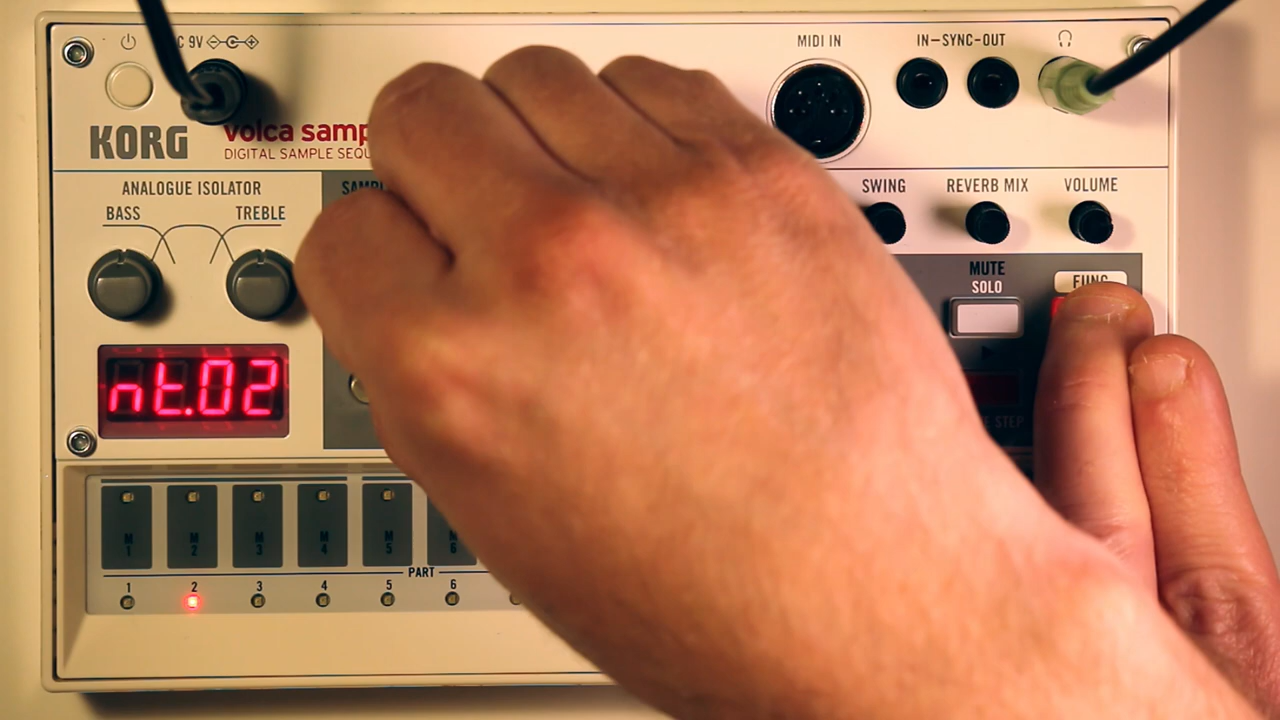 C 9V
MIDI IN
IN-SYNC-OUT
KORG
volca samp
DIGITAL SAMPLE SEQU
ANALOGUE ISOLATOR
SAMPL
SWING
REVERB MIX
VOLUME
BASS
TREBLE
MUTE
SOLO
FUNC
nt.02
E STEP
M 1
M 2
M 3
M 4
M 5
M 6
PART
1 2 3 4 5 6